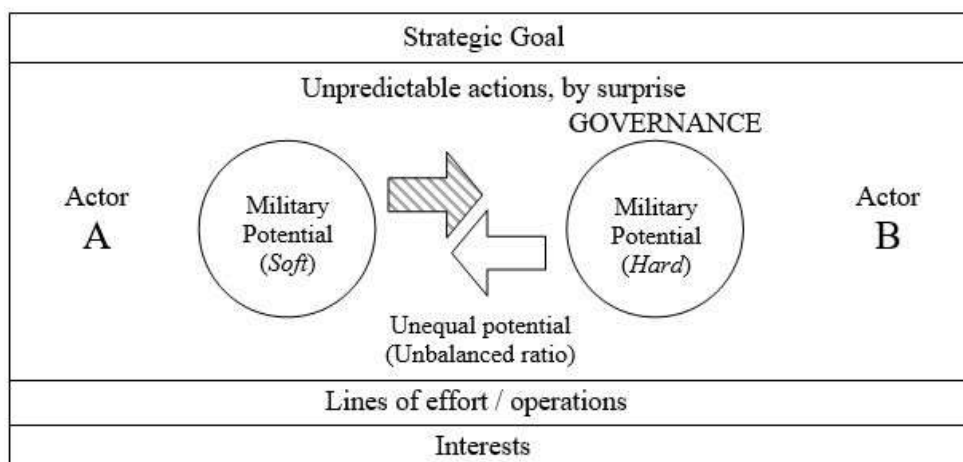 Strategic Goal
Unpredictable actions, by surprise
GOVERNANCE
Actor
A
Military
Potential
(Soft)
Military
Potential
(Hard)
Actor
B
Unequal potential
(Unbalanced ratio)
Lines of effort / operations
Interests